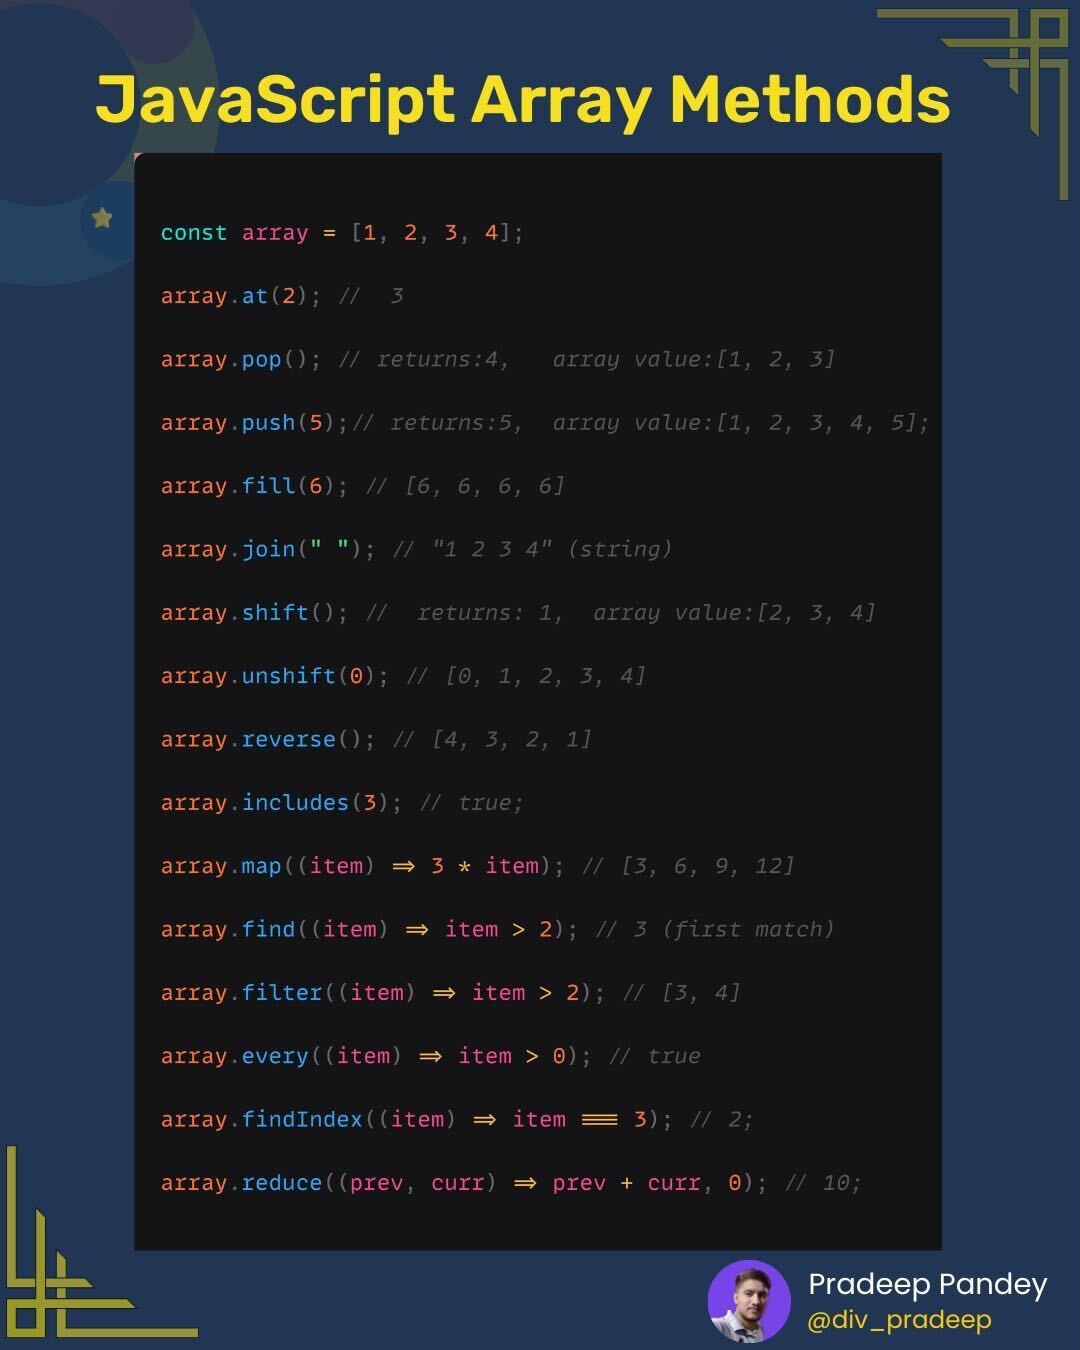 JavaScript Array Methods
const array = [1, 2, 3, 4];
array.at(2); //  3
array.pop(); // returns:4,   array value:[1, 2, 3]
array.push(5);// returns:5,  array value:[1, 2, 3, 4, 5];
array.fill(6); // [6, 6, 6, 6]
array.join(" "); // "1 2 3 4" (string)
array.shift(); //  returns: 1,  array value:[2, 3, 4]
array.unshift(0); // [0, 1, 2, 3, 4]
array.reverse(); // [4, 3, 2, 1]
array.includes(3); // true;
array.map((item) => 3 * item); // [3, 6, 9, 12]
array.find((item) => item > 2); // 3 (first match)
array.filter((item) => item > 2); // [3, 4]
array.every((item) => item > 0); // true
array.findIndex((item) => item === 3); // 2;
array.reduce((prev, curr) => prev + curr, 0); // 10;
Pradeep Pandey
@div_pradeep